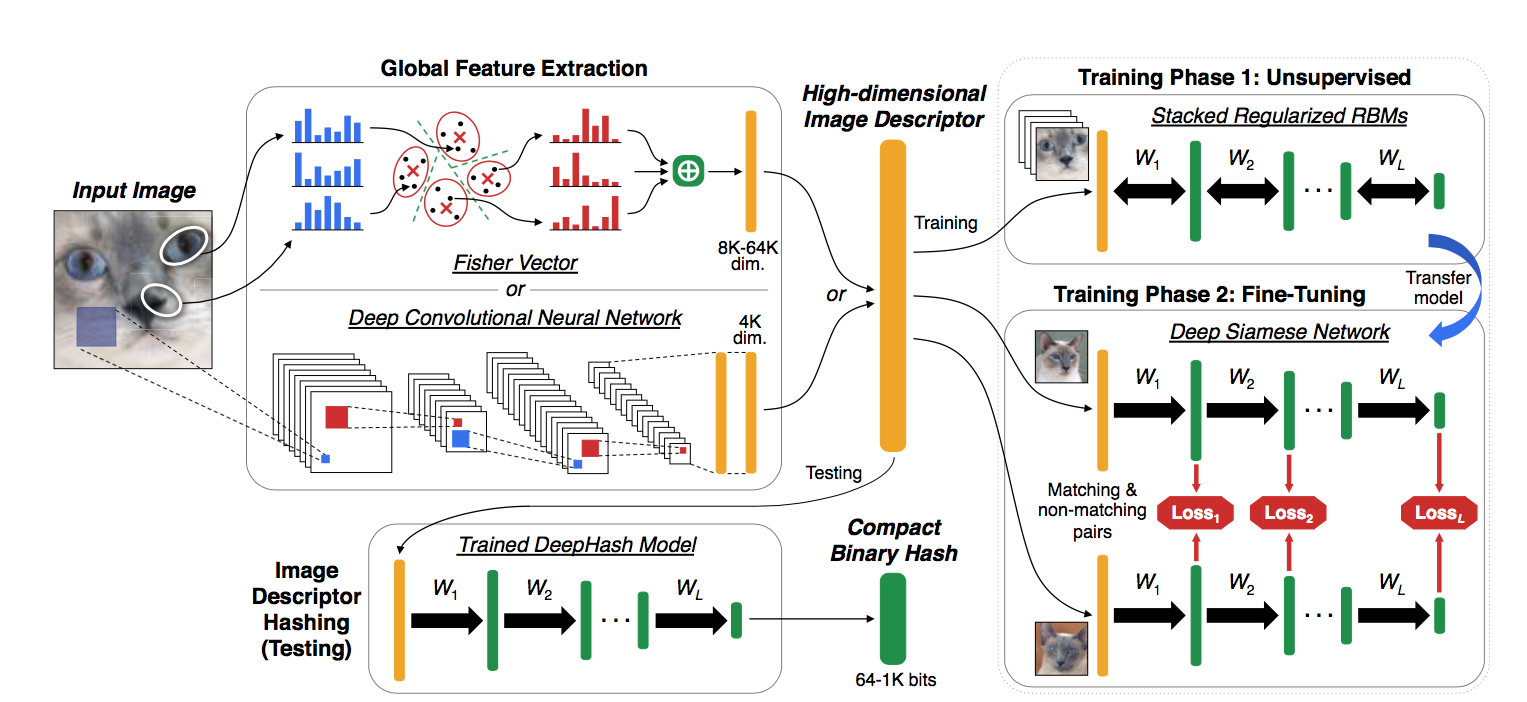 Global Feature Extraction
Input Image
Fisher Vector
8K-64K
dim.
or
Deep Convolutional Neural Network
4K
dim.
High-dimensional
Image Descriptor
or
Training
Testing
Training Phase 1: Unsupervised
Stacked Regularized RBMs
W1 W2 ... WL
Transfer
model
Training Phase 2: Fine-Tuning
Deep Siamese Network
W1 W2 ... WL
Matching &
non-matching
pairs
Loss1 Loss2 LossL
W1 W2 ... WL
Image
Descriptor
Hashing
(Testing)
Trained DeepHash Model
W1 W2 ... WL
Compact
Binary Hash
64-1K bits